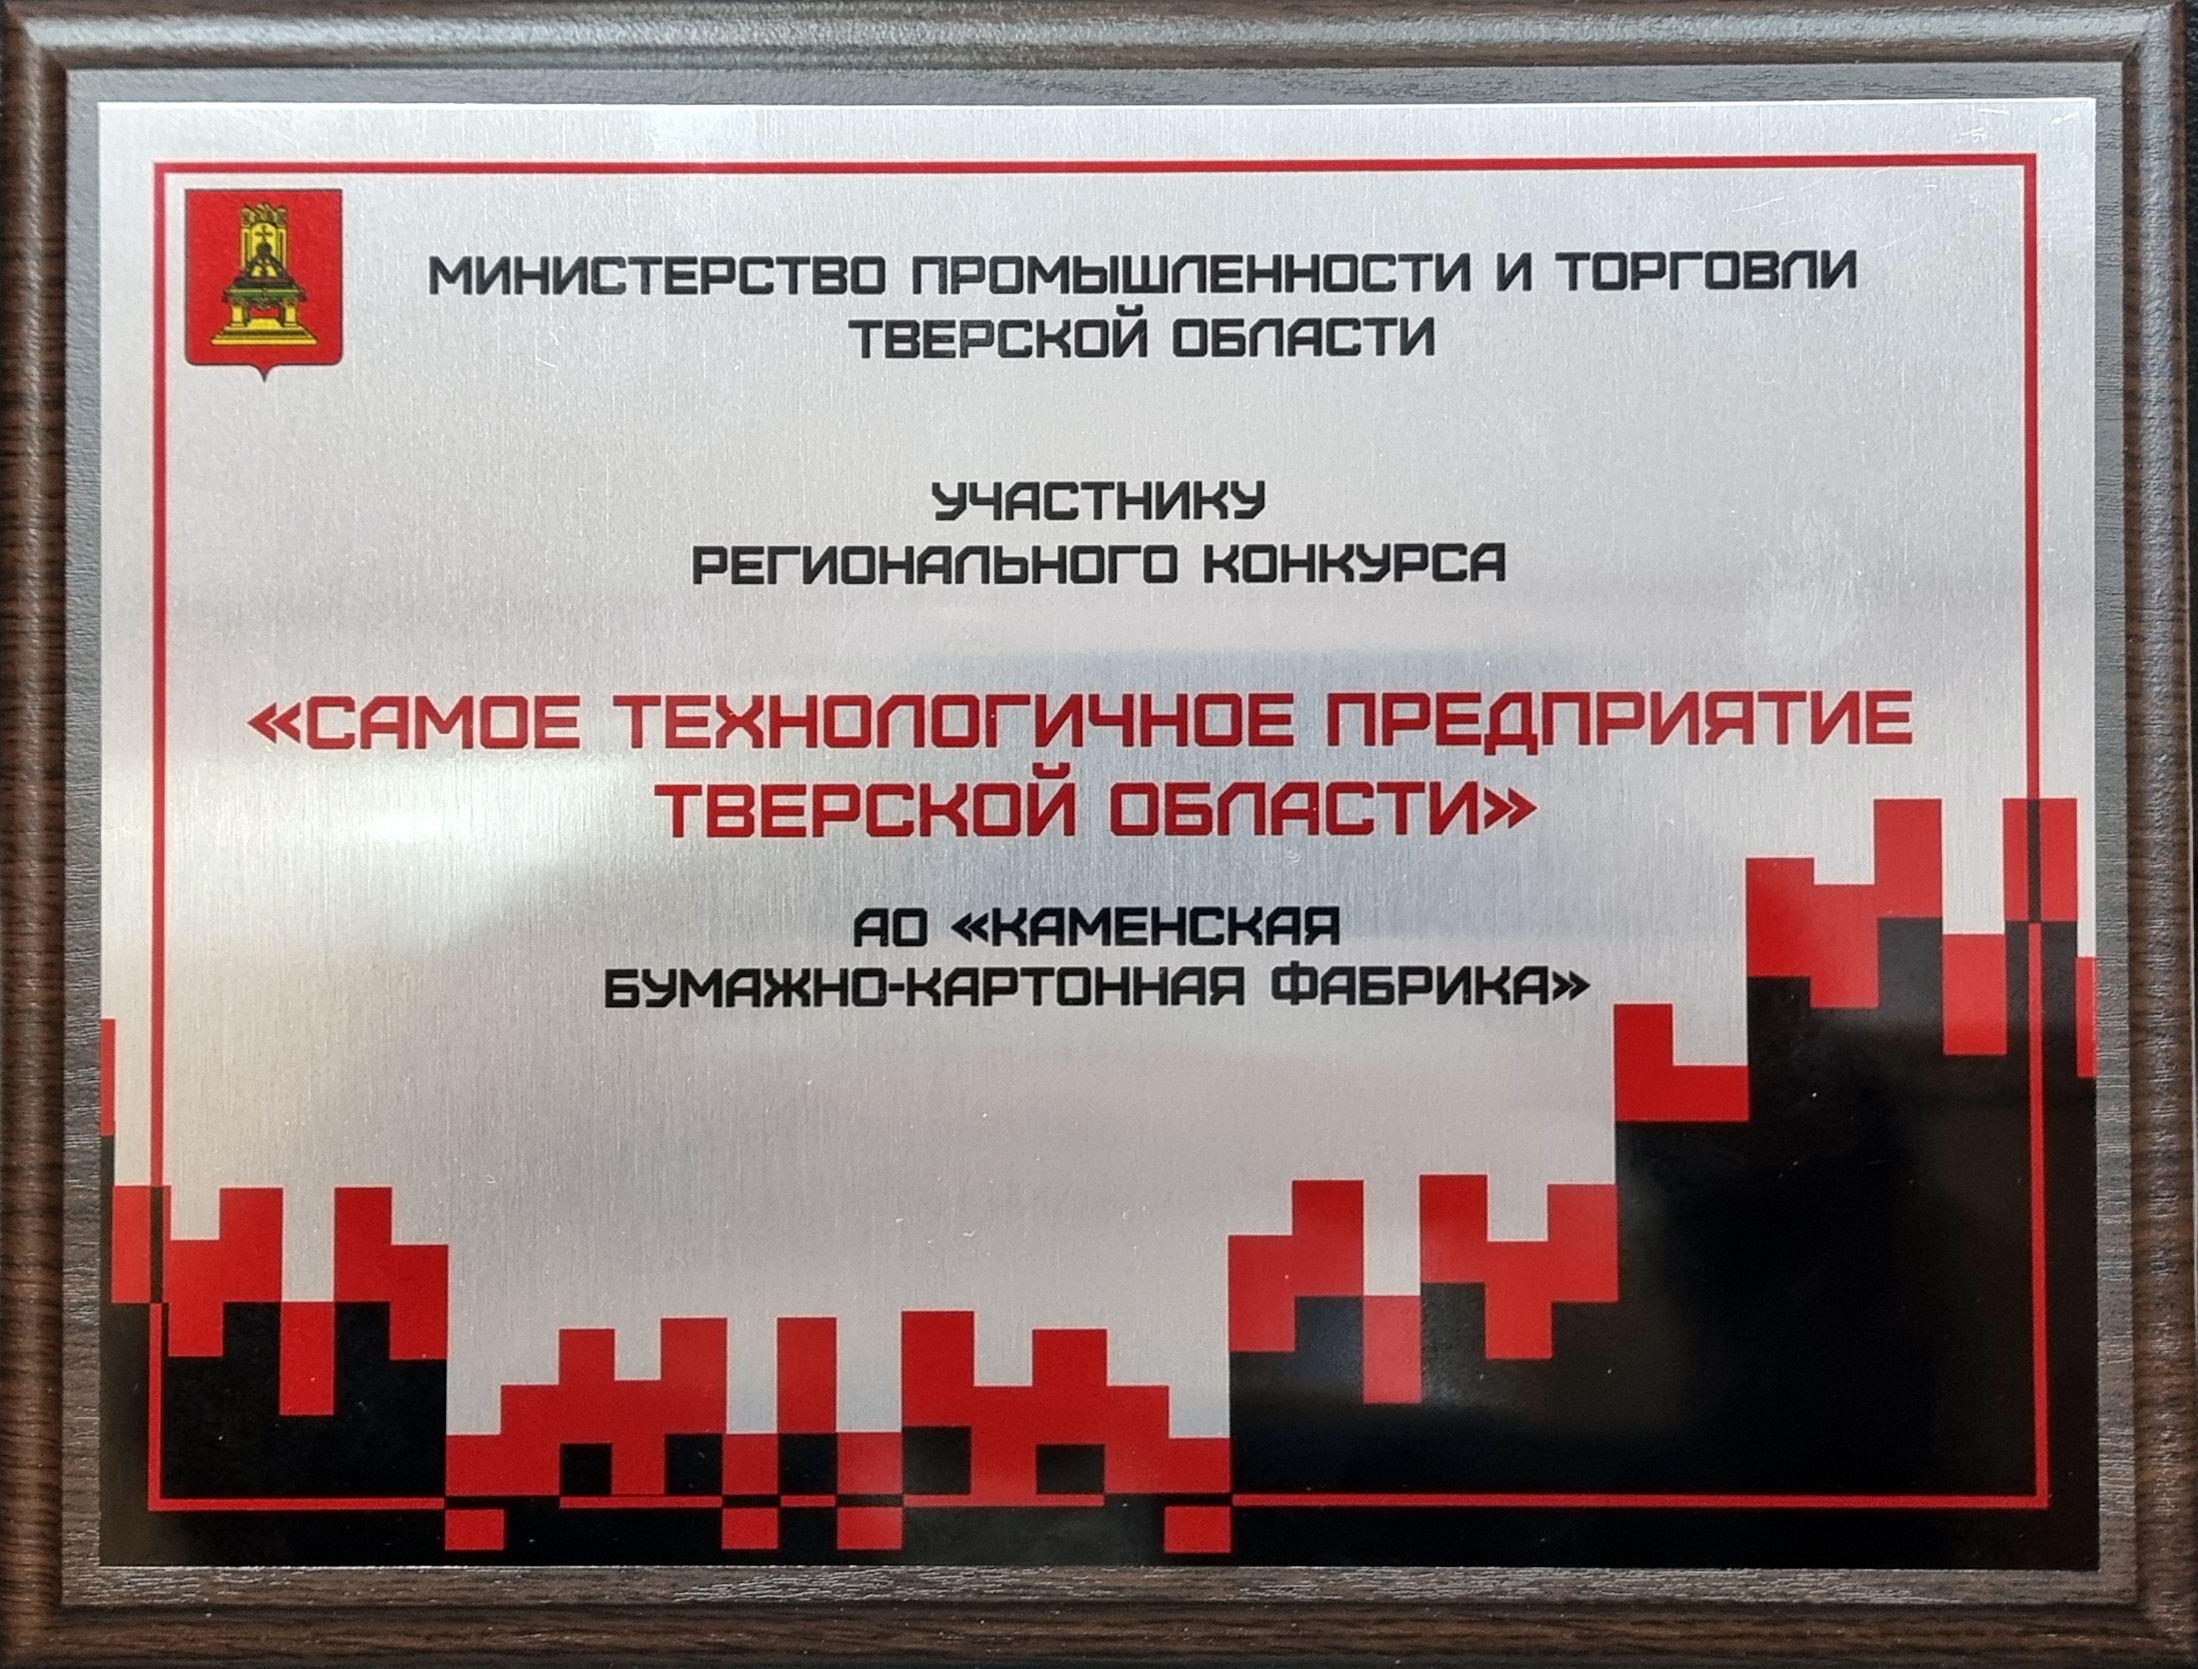 МИНИСТЕРСТВО ПРОМЫШЛЕННОСТИ И ТОРГОВЛИ
ТВЕРСКОЙ ОБЛАСТИ
УЧАСТНИКУ
РЕГИОНАЛЬНОГО КОНКУРСА
«САМОЕ ТЕХНОЛОГИЧНОЕ ПРЕДПРИЯТИЕ
ТВЕРСКОЙ ОБЛАСТИ»
АО «КАМЕНСКАЯ
БУМАЖНО-КАРТОННАЯ ФАБРИКА»